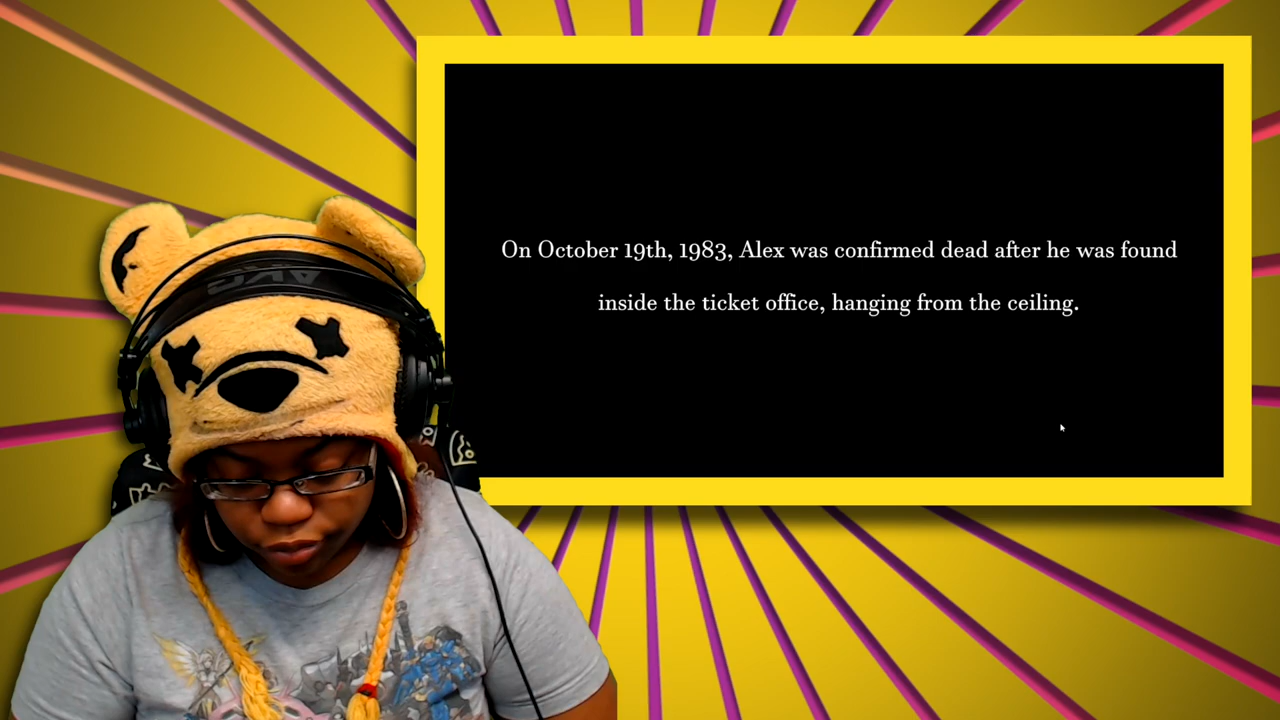 On October 19th, 1983, Alex was confirmed dead after he was found
inside the ticket office, hanging from the ceiling.